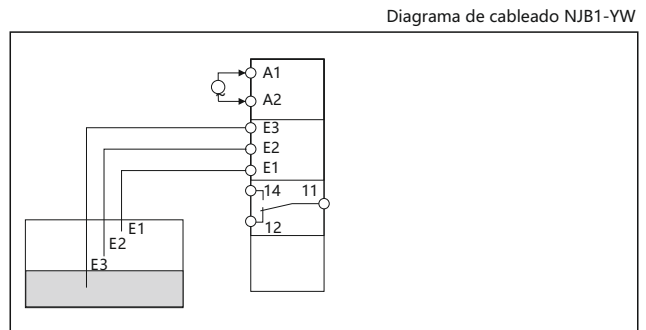 Diagrama de cableado NJB1-YW
A1
A2
E3
E2
E1
14 11
12
E1
E2
E3